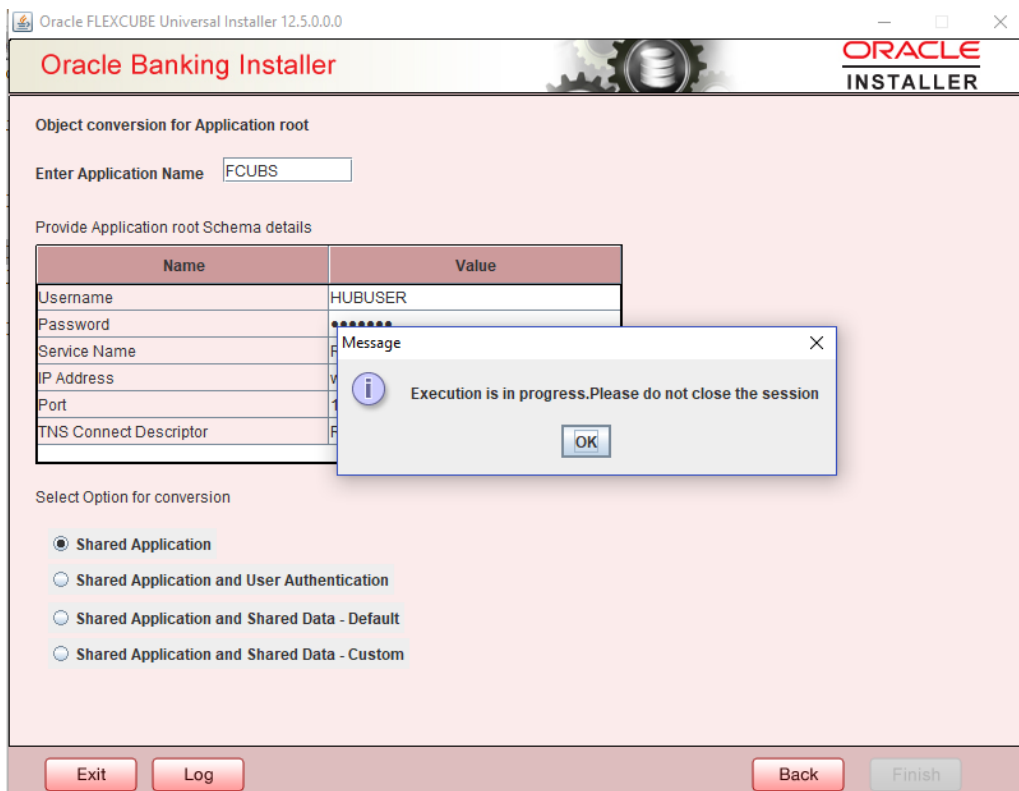 Oracle FLEXCUBE Universal Installer 12.5.0.0.0
Oracle Banking Installer
ORACLE
INSTALLER
Object conversion for Application root
Enter Application Name FCUBS
Provide Application root Schema details
Name Value
Username HUBUSER
Password •••••••
Service Name
IP Address
Port
TNS Connect Descriptor
Message
Execution is in progress.Please do not close the session
OK
Select Option for conversion
Shared Application
Shared Application and User Authentication
Shared Application and Shared Data - Default
Shared Application and Shared Data - Custom
Exit Log Back Finish